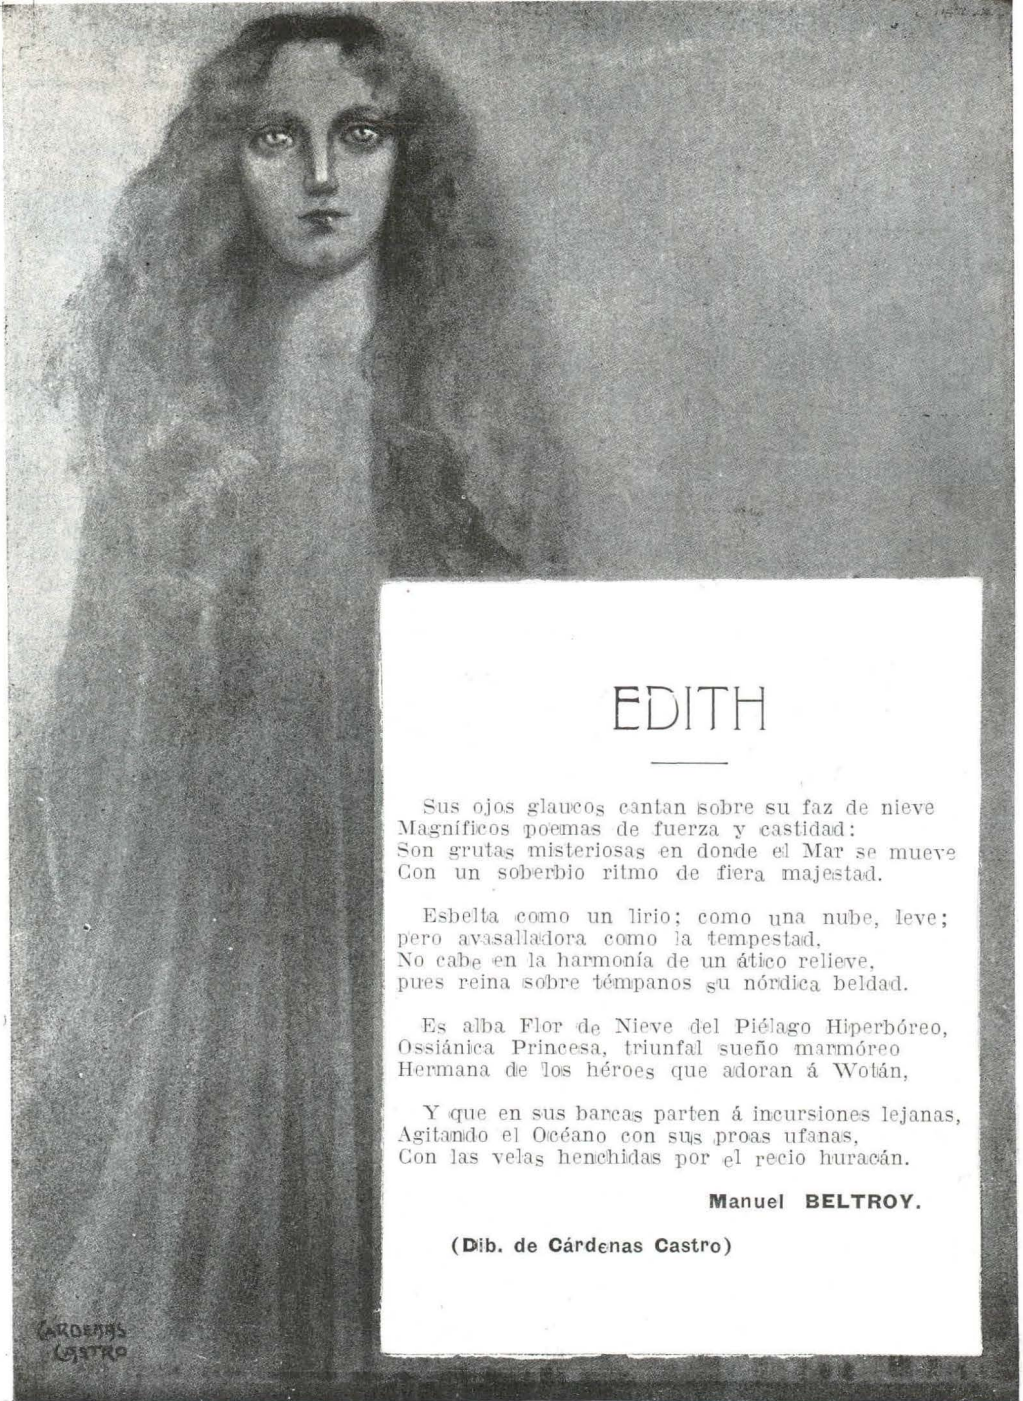 EDITH
Sus ojos glaucos cantan sobre su faz de nieve
Magníficos poemas de fuerza y castidad:
Son grutas misteriosas en donde el Mar se mueve
Con un soberbio ritmo de fiera majestad.
Esbelta como un lirio; como una nube, leve;
pero avasalladora como la tempestad,
No cabe en la harmonía de un ático relieve,
pues reina sobre témpanos su nórdica beldad.
Es alba Flor de Nieve del Piélago Hiperbóreo,
Ossiánica Princesa, triunfal sueño marmóreo
Hermana de los héroes que adoran á Wotán,
Y que en sus barcas parten á incursiones lejanas,
Agitando el Océano con sus proas ufanas,
Con las velas henchidas por el recio huracán.
Manuel BELTROY.
(Dib. de Cárdenas Castro)
CARDENAS
CASTRO